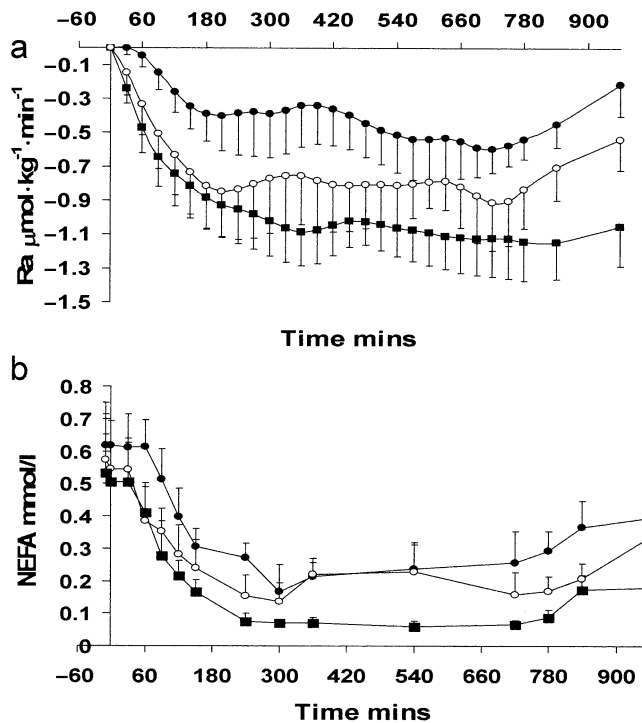 −60 60 180 300 420 540 660 780 900
a
−0.1
−0.3
−0.5
−0.7
−0.9
−1.1
−1.3
−1.5
Ra μmol·kg⁻¹·min⁻¹
Time mins
b
0.8
0.7
0.6
0.5
0.4
0.3
0.2
0.1
0
NEFA mmol/l
−60 60 180 300 420 540 660 780 900
Time mins